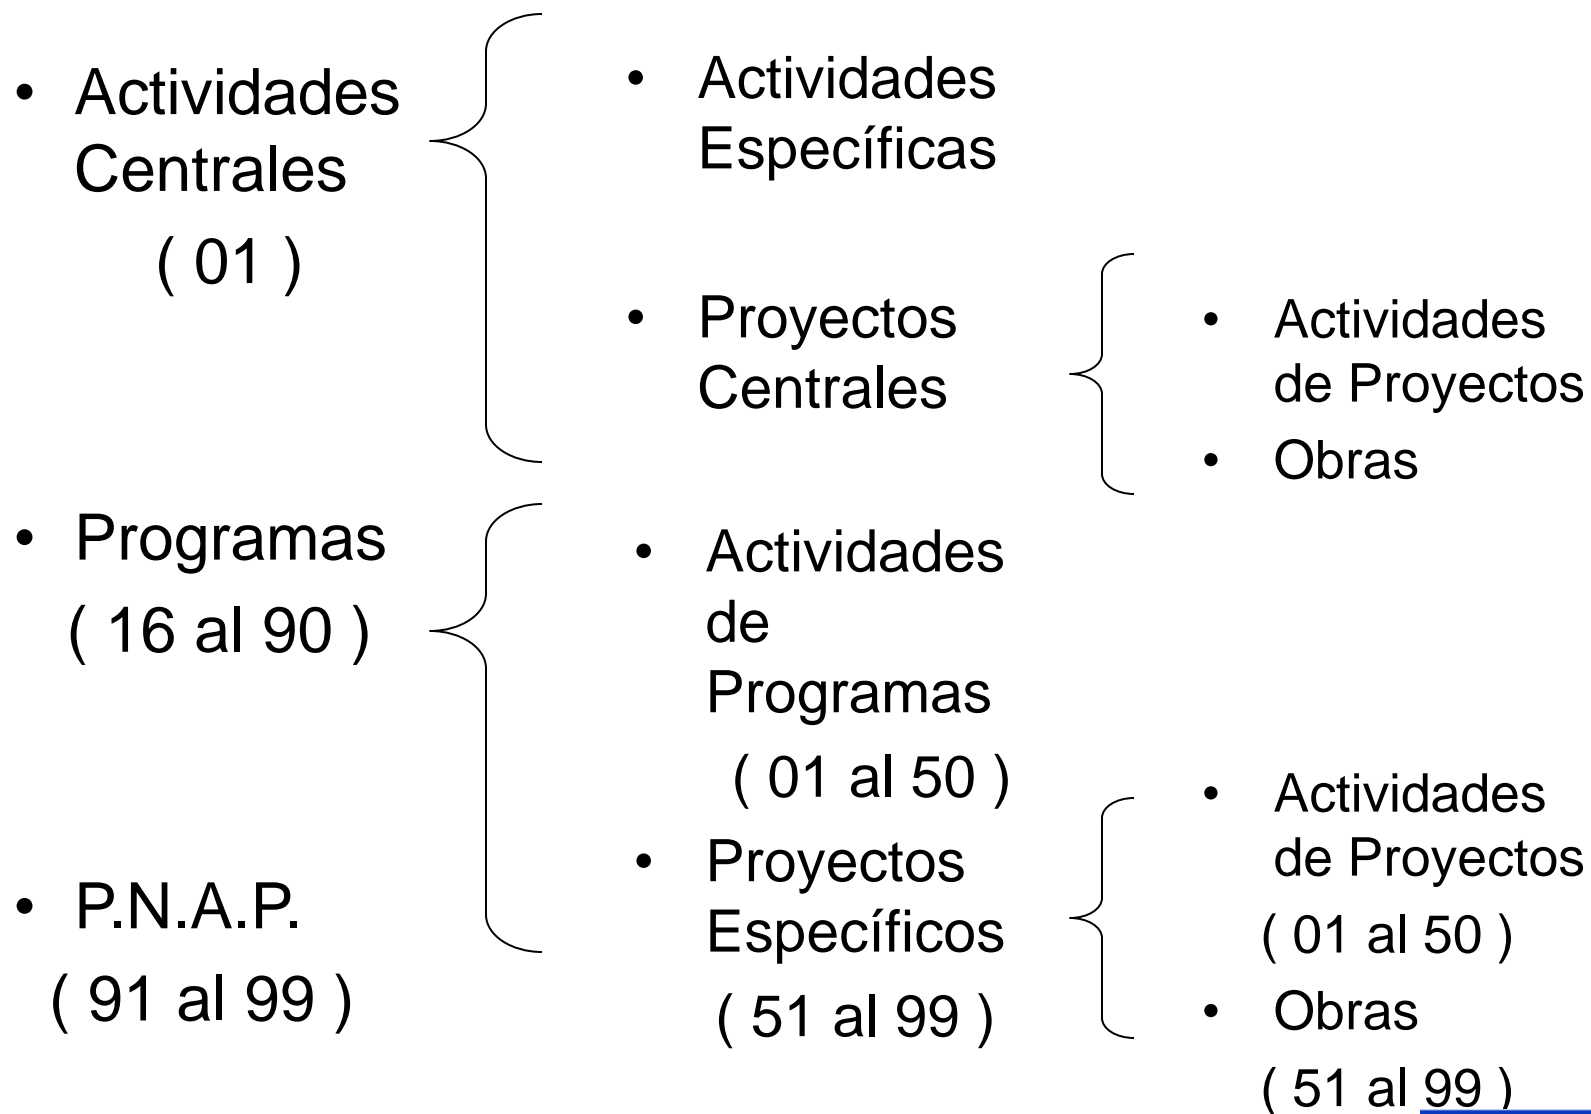 • Actividades
Centrales
( 01 )
• Actividades
Específicas
• Proyectos
Centrales
• Actividades
de Proyectos
• Obras
• Programas
( 16 al 90 )
• Actividades
de
Programas
( 01 al 50 )
• Proyectos
Específicos
( 51 al 99 )
• Actividades
de Proyectos
( 01 al 50 )
• Obras
( 51 al 99 )
• P.N.A.P.
( 91 al 99 )